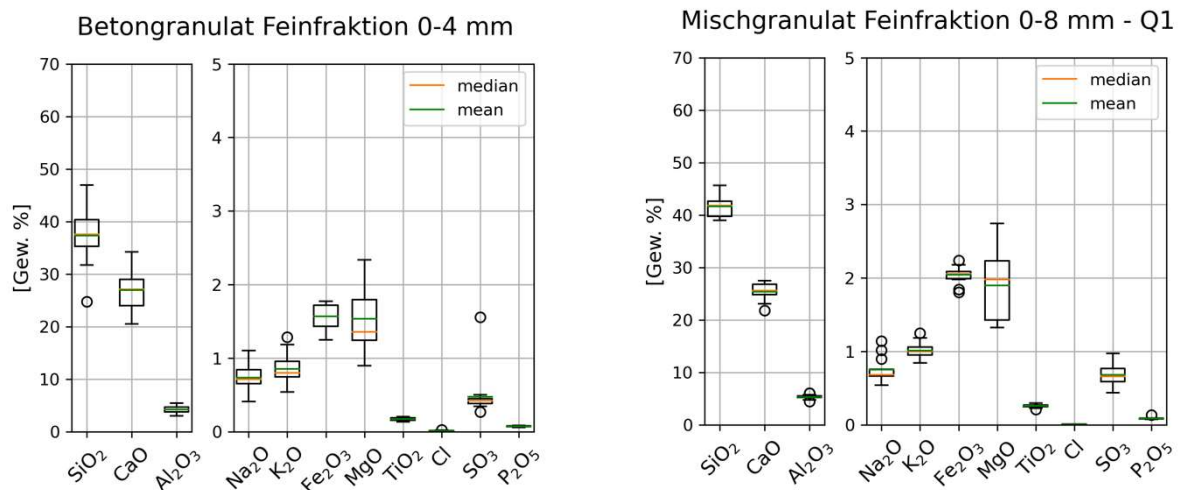 Betongranulat Feinfraktion 0-4 mm
[Gew. %]
70
60
50
40
30
20
10
0
SiO₂
CaO
Al₂O₃
5
4
3
2
1
0
median
mean
Na₂O
K₂O
Fe₂O₃
MgO
TiO₂
Cl
SO₃
P₂O₅
Mischgranulat Feinfraktion 0-8 mm - Q1
[Gew. %]
70
60
50
40
30
20
10
0
SiO₂
CaO
Al₂O₃
5
4
3
2
1
0
median
mean
Na₂O
K₂O
Fe₂O₃
MgO
TiO₂
Cl
SO₃
P₂O₅